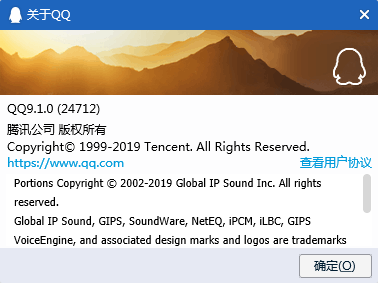 关于QQ
QQ9.1.0 (24712)
腾讯公司 版权所有
Copyright© 1999-2019 Tencent. All Rights Reserved.
https://www.qq.com 查看用户协议
Portions Copyright © 2002-2019 Global IP Sound Inc. All rights
reserved.
Global IP Sound, GIPS, SoundWare, NetEQ, iPCM, iLBC, GIPS
VoiceEngine, and associated design marks and logos are trademarks
确定(O)